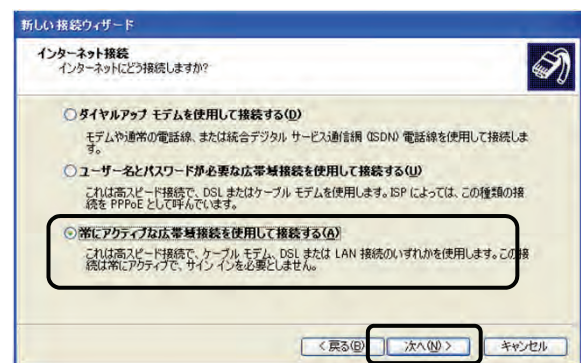 新しい接続ウィザード
インターネット接続
インターネットにどう接続しますか?
ダイヤルアップ モデムを使用して接続する(D)
モデムや通常の電話線、または統合デジタル サービス通信網 (ISDN) 電話線を使用して接続しま
す。
ユーザー名とパスワードが必要な広帯域接続を使用して接続する(U)
これは高スピード接続で、DSL またはケーブル モデムを使用します。ISP によっては、この種類の接
続を PPPoE として呼んでいます。
常にアクティブな広帯域接続を使用して接続する(A)
これは高スピード接続で、ケーブル モデム、DSL または LAN 接続のいずれかを使用します。この接
続は常にアクティブで、サイン インを必要としません。
< 戻る(B) 次へ(N) > キャンセル